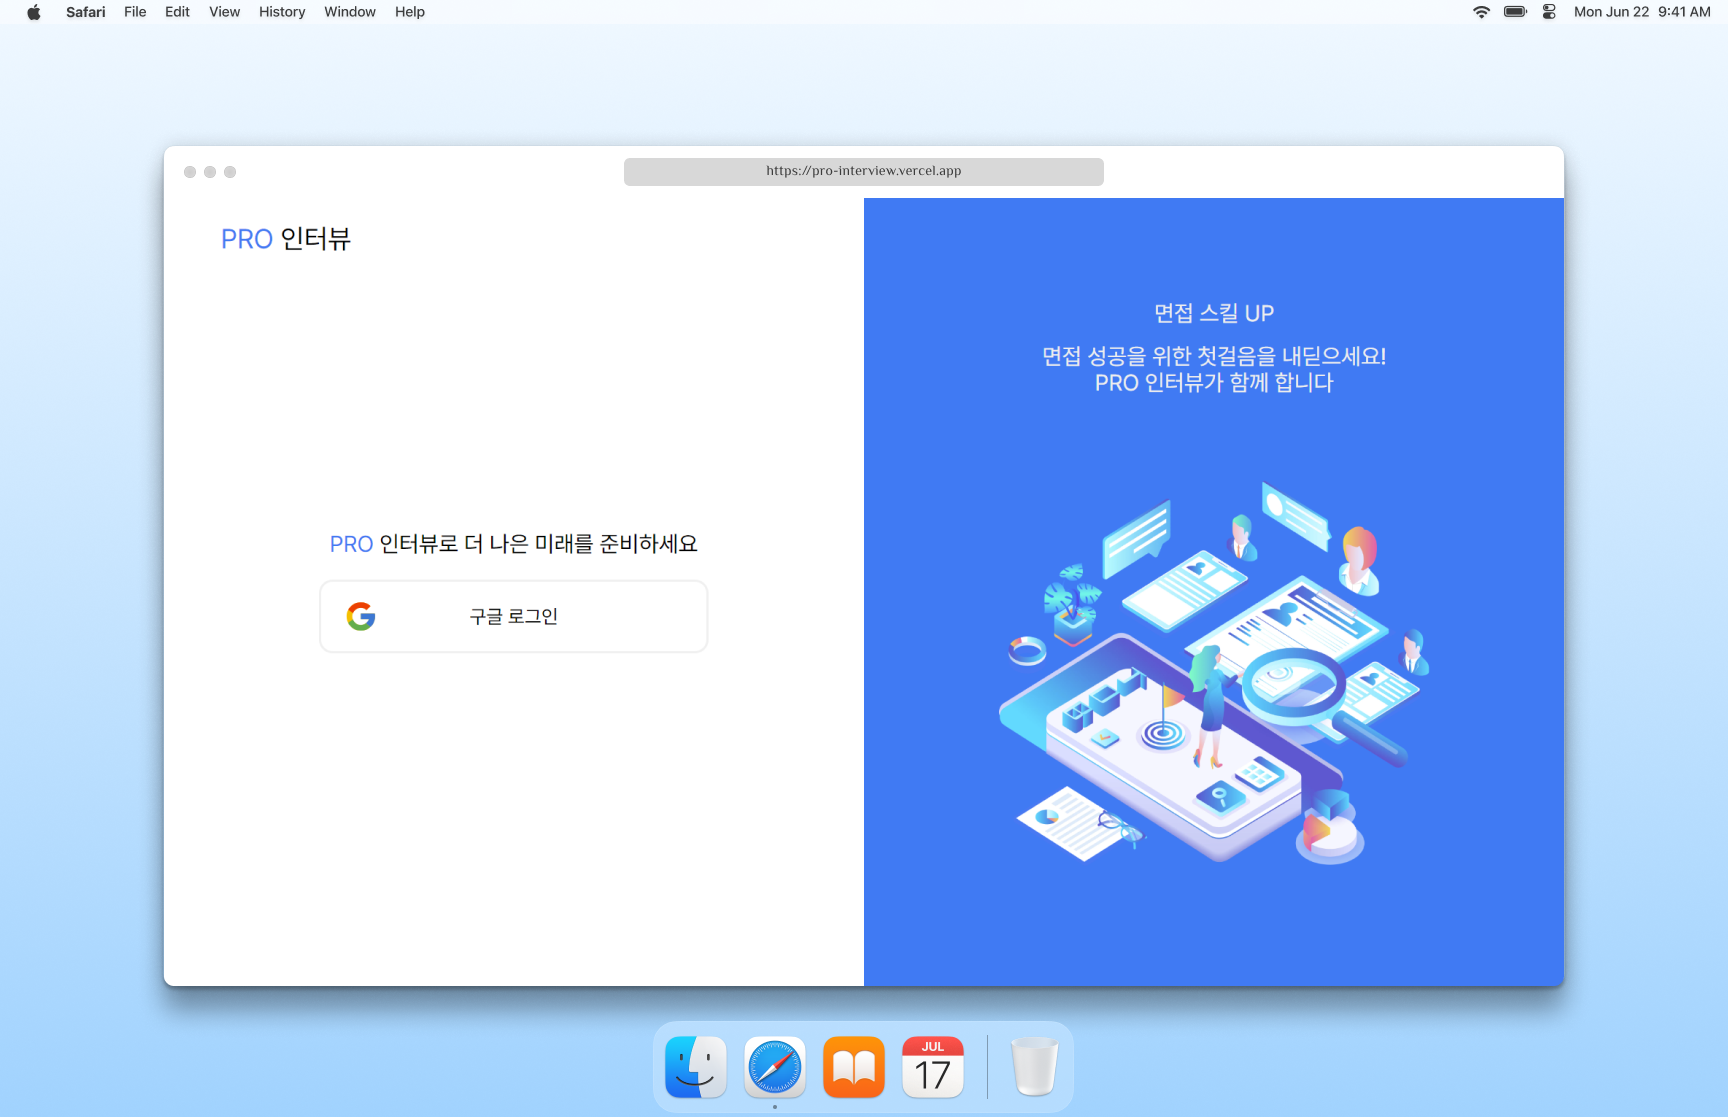 Safari File Edit View History Window Help
Mon Jun 22 9:41 AM
https://pro-interview.vercel.app
PRO 인터뷰
PRO 인터뷰로 더 나은 미래를 준비하세요
구글 로그인
면접 스킬 UP
면접 성공을 위한 첫걸음을 내딛으세요!
PRO 인터뷰가 함께 합니다
JUL
17